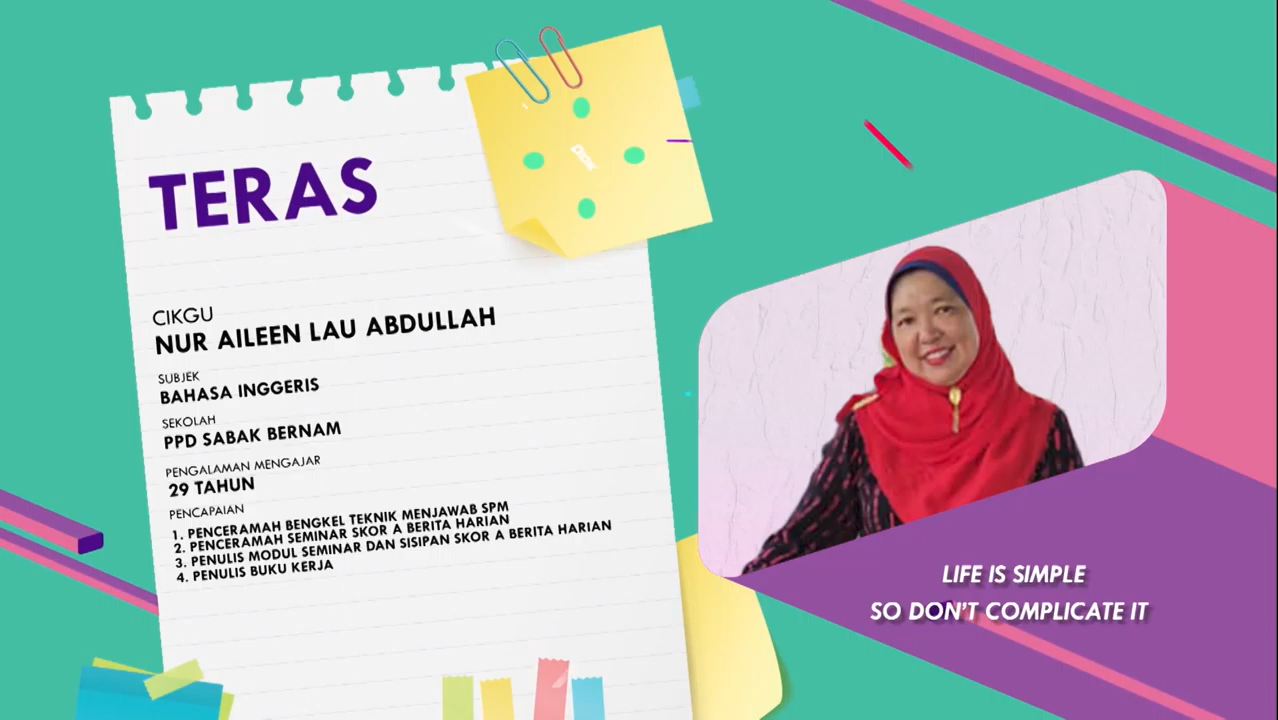 TERAS
CIKGU
NUR AILEEN LAU ABDULLAH
SUBJEK
BAHASA INGGERIS
SEKOLAH
PPD SABAK BERNAM
PENGALAMAN MENGAJAR
29 TAHUN
PENCAPAIAN
1. PENCERAMAH BENGKEL TEKNIK MENJAWAB SPM
2. PENCERAMAH SEMINAR SKOR A BERITA HARIAN
3. PENULIS MODUL SEMINAR DAN SISIPAN SKOR A BERITA HARIAN
4. PENULIS BUKU KERJA
LIFE IS SIMPLE
SO DON'T COMPLICATE IT